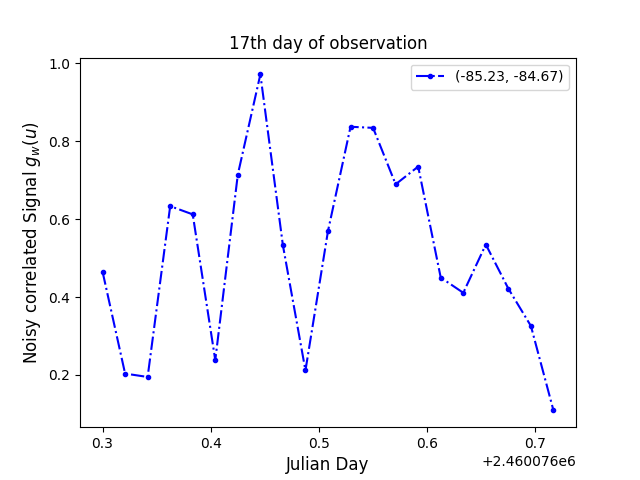 17th day of observation
(-85.23, -84.67)
Noisy correlated Signal g_w(u)
1.0
0.8
0.6
0.4
0.2
0.3 0.4 0.5 0.6 0.7
+2.460076e6
Julian Day